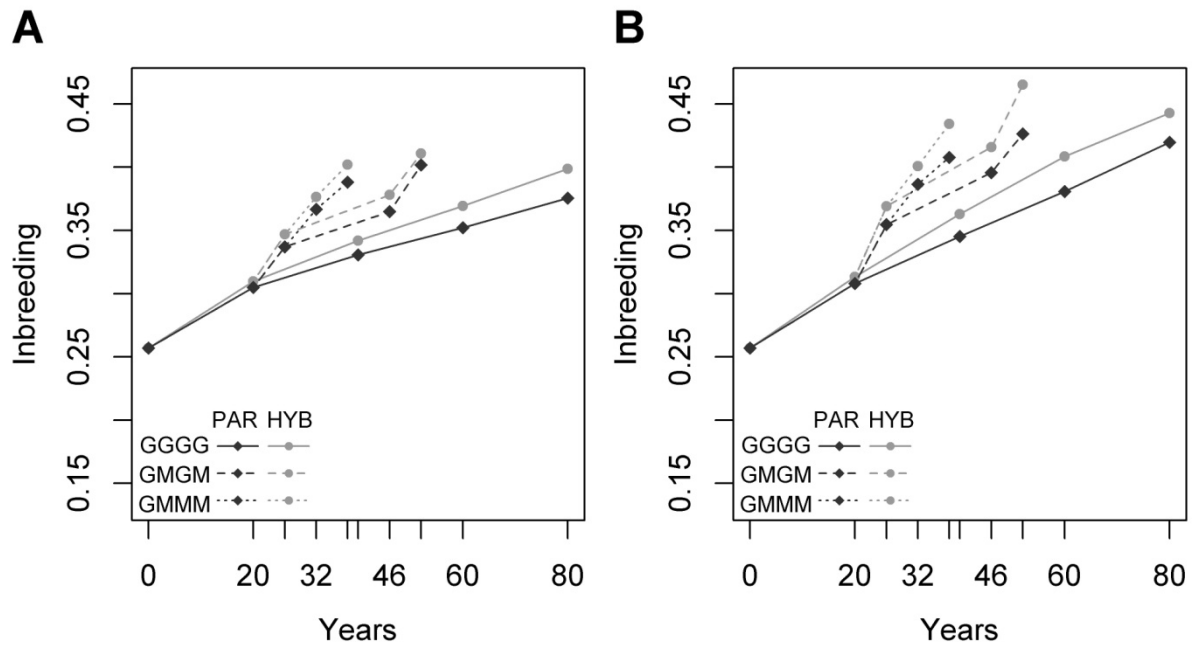 A
Inbreeding
0.45
0.35
0.25
0.15
PAR HYB
GGGG
GMGM
GMMM
0 20 32 46 60 80
Years
B
Inbreeding
0.45
0.35
0.25
0.15
PAR HYB
GGGG
GMGM
GMMM
0 20 32 46 60 80
Years